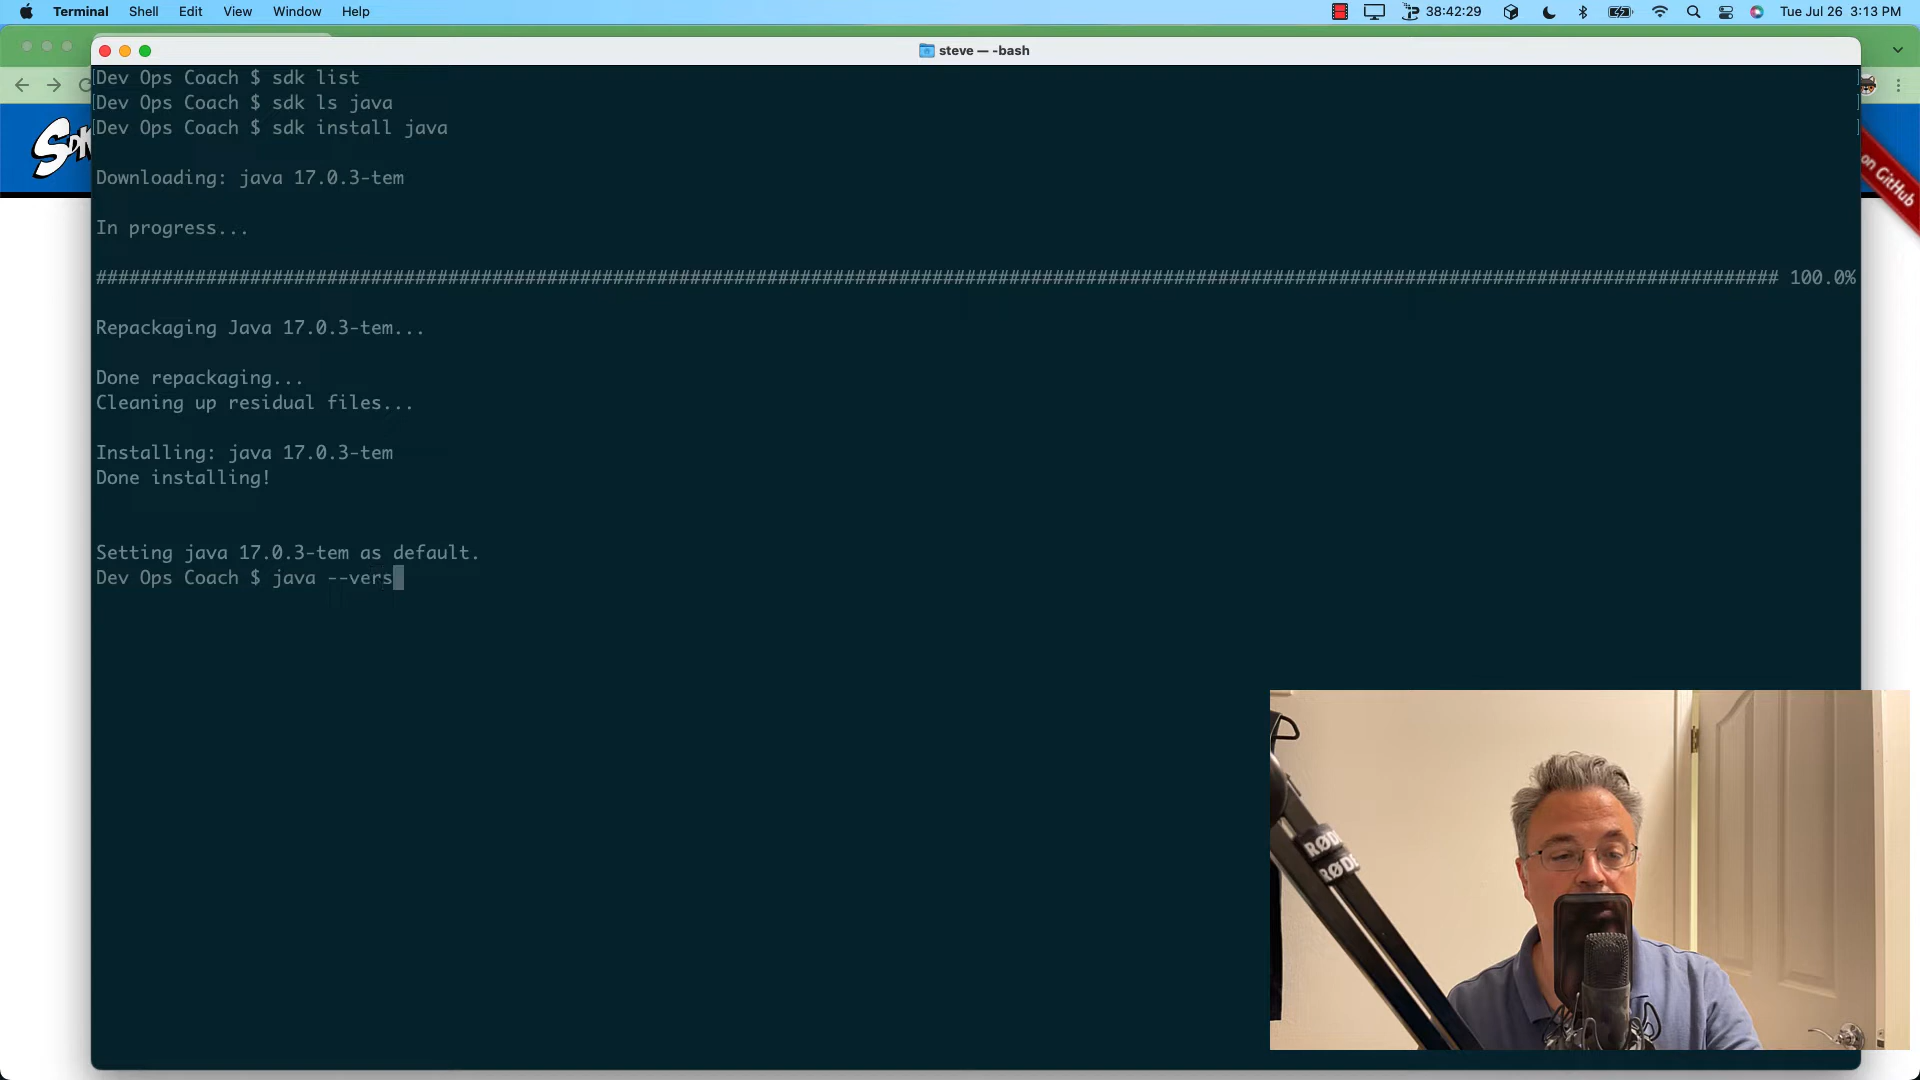 Terminal Shell Edit View Window Help 38:42:29 Tue Jul 26 3:13 PM
steve — -bash
Dev Ops Coach $ sdk list
Dev Ops Coach $ sdk ls java
Dev Ops Coach $ sdk install java
Downloading: java 17.0.3-tem
In progress...
######################################################################################################################################################### 100.0%
Repackaging Java 17.0.3-tem...
Done repackaging...
Cleaning up residual files...
Installing: java 17.0.3-tem
Done installing!
Setting java 17.0.3-tem as default.
Dev Ops Coach $ java --vers
SDK
on GitHub
RØDE
RØDE